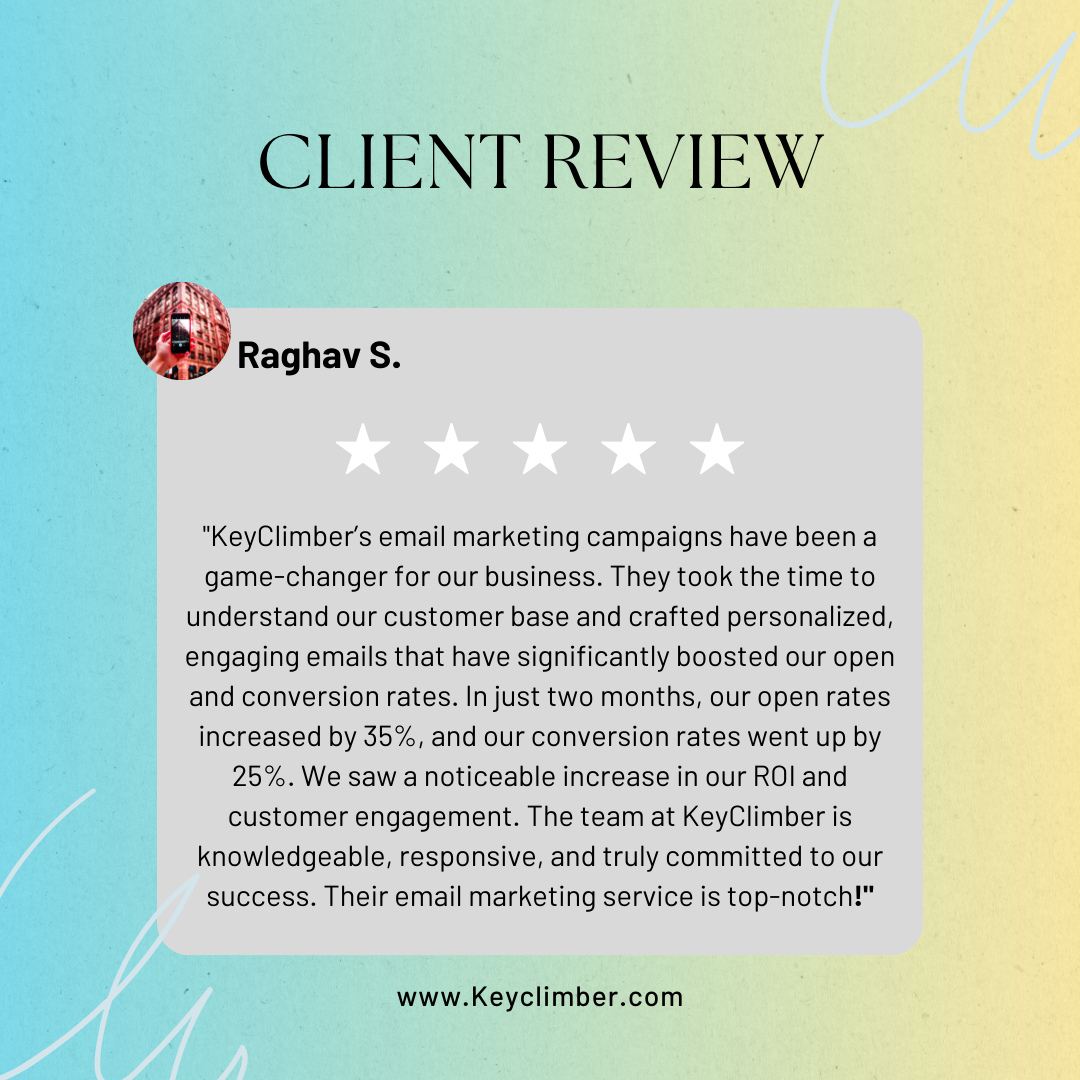 CLIENT REVIEW
Raghav S.
"KeyClimber’s email marketing campaigns have been a
game-changer for our business. They took the time to
understand our customer base and crafted personalized,
engaging emails that have significantly boosted our open
and conversion rates. In just two months, our open rates
increased by 35%, and our conversion rates went up by
25%. We saw a noticeable increase in our ROI and
customer engagement. The team at KeyClimber is
knowledgeable, responsive, and truly committed to our
success. Their email marketing service is top-notch!"
www.Keyclimber.com